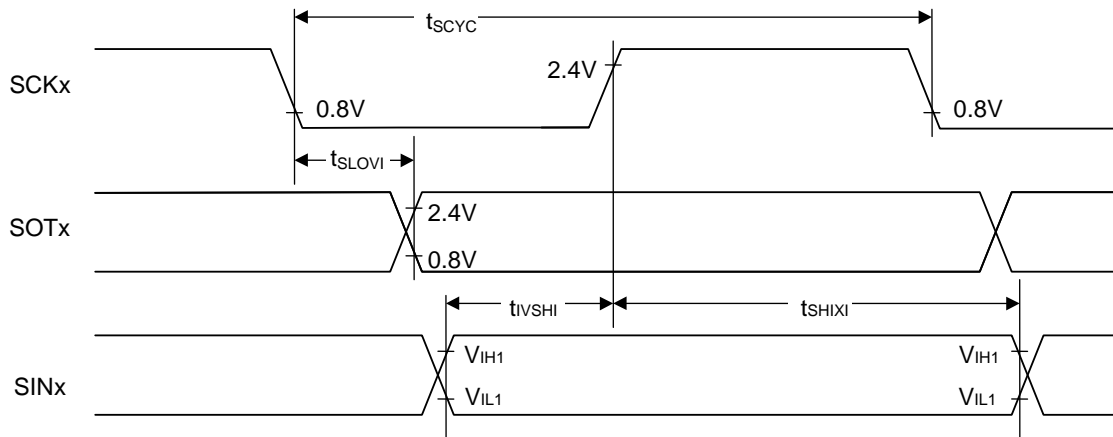 tSCYC
SCKx
2.4V
0.8V
0.8V
tSLOVI
SOTx
2.4V
0.8V
tIVSHI
tSHIXI
SINx
VIH1
VIH1
VIL1
VIL1